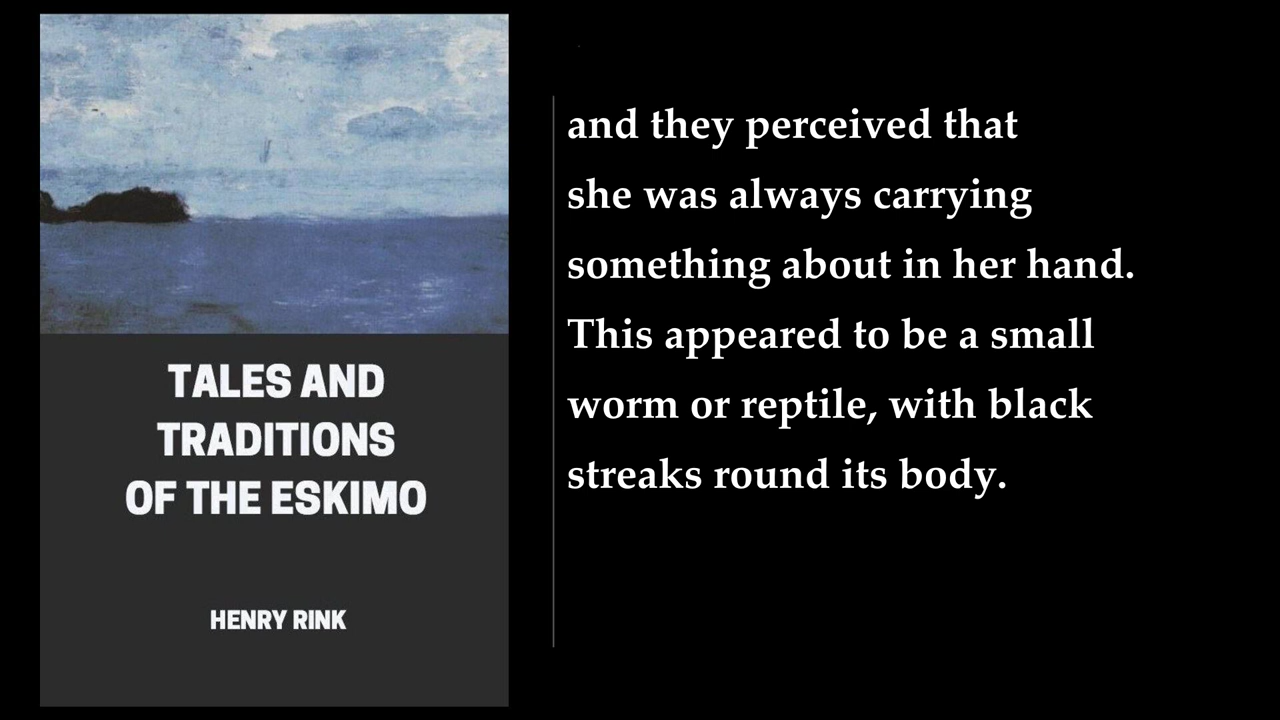 TALES AND
TRADITIONS
OF THE ESKIMO
HENRY RINK
and they perceived that
she was always carrying
something about in her hand.
This appeared to be a small
worm or reptile, with black
streaks round its body.